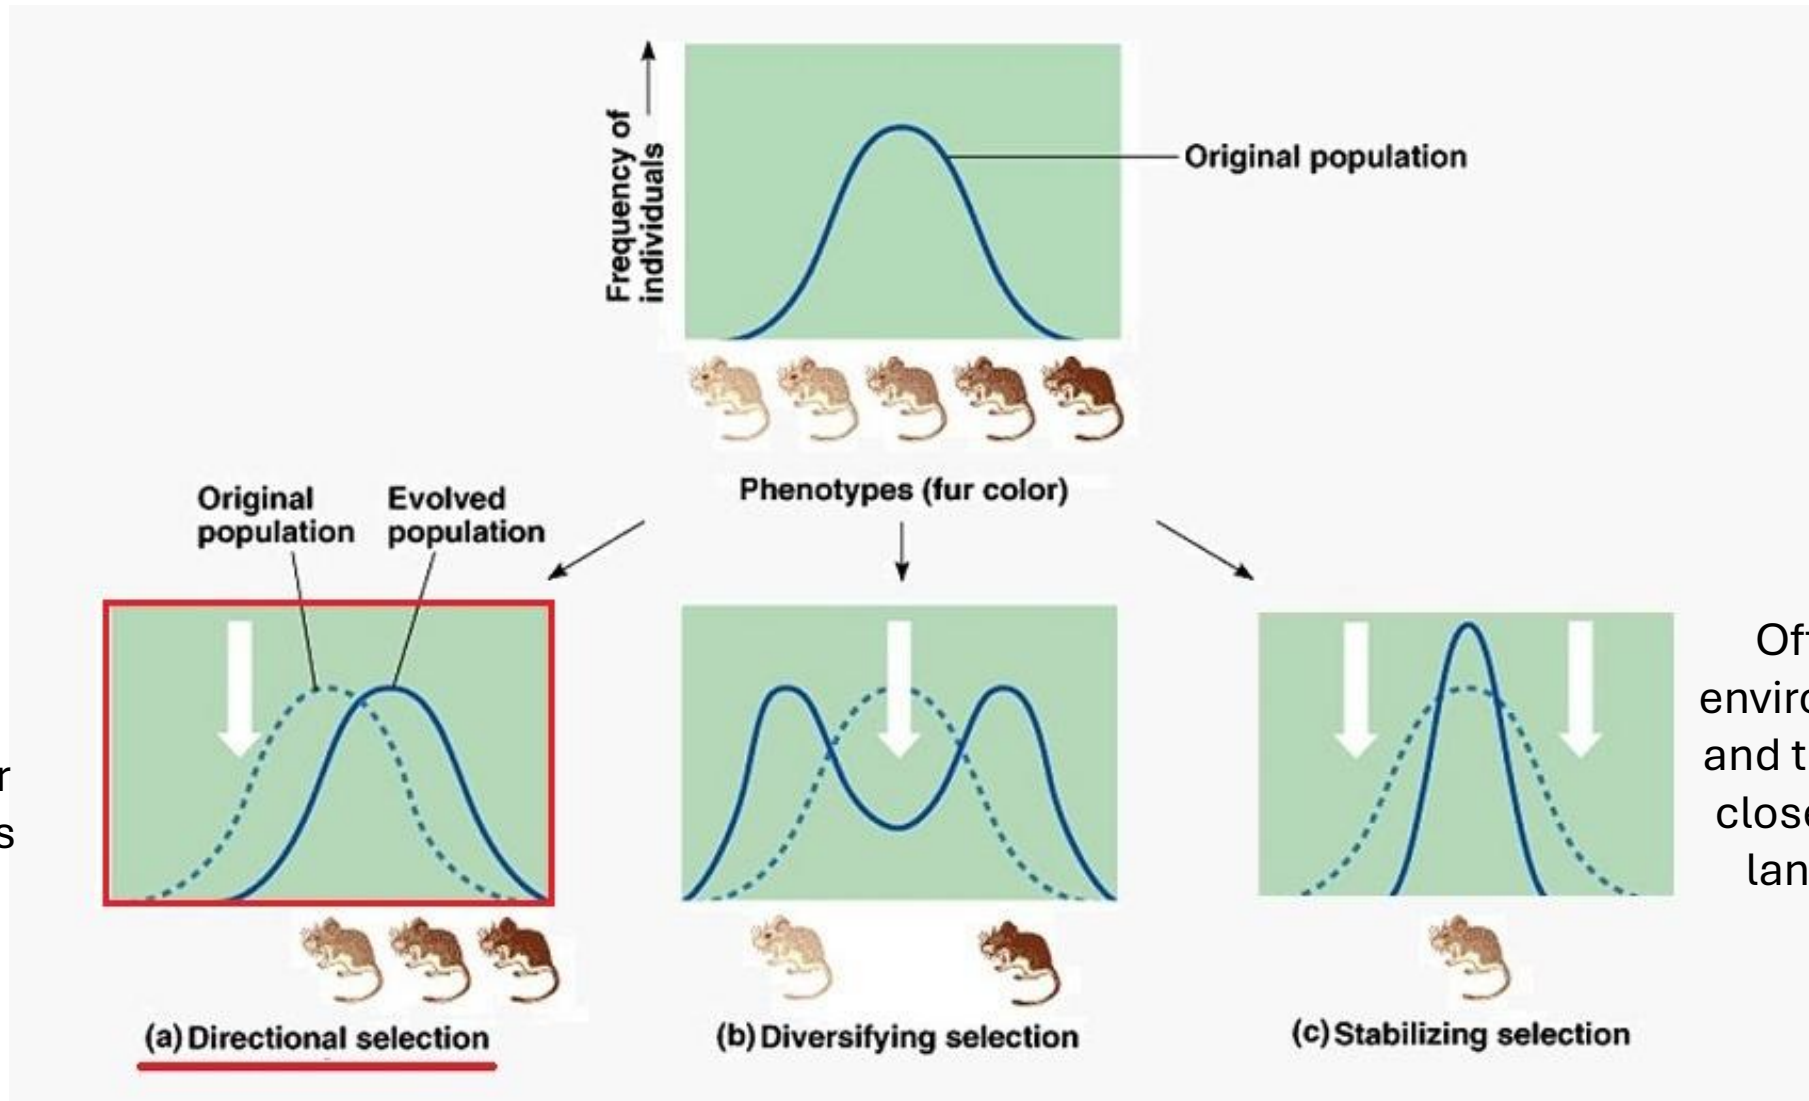 Frequency of
individuals
Original population
Phenotypes (fur color)
Original
population
Evolved
population
(a) Directional selection
(b) Diversifying selection
(c) Stabilizing selection
r
s
Of
enviro
and t
close
lan